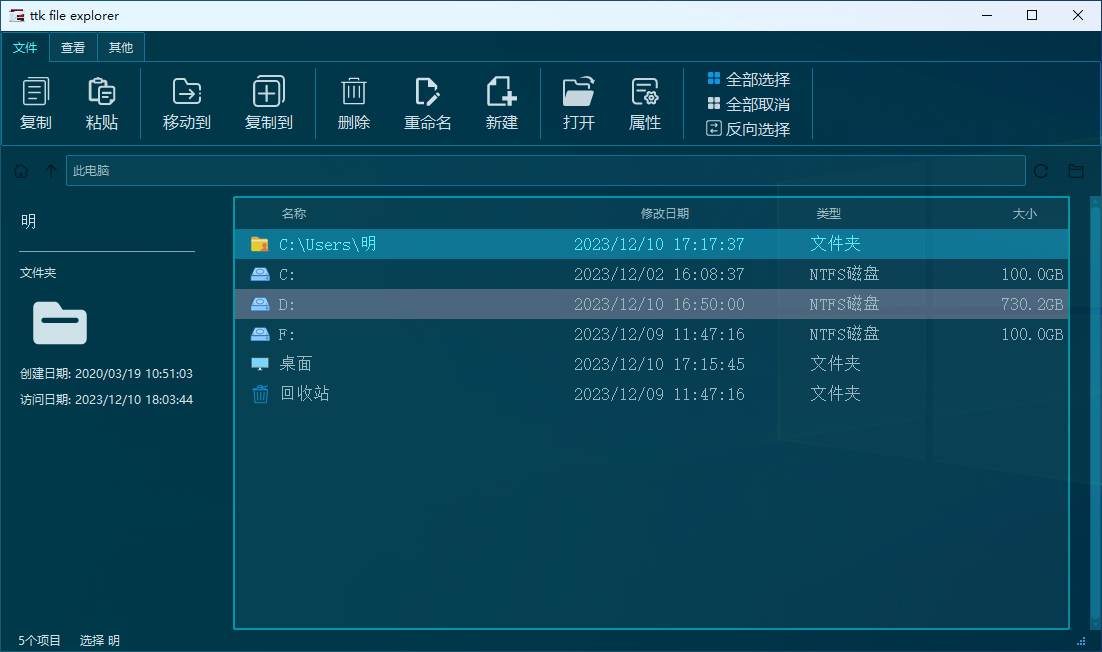 ttk file explorer
文件 查看 其他
复制 粘贴 移动到 复制到 删除 重命名 新建 打开 属性
全部选择
全部取消
反向选择
此电脑
明
文件夹
创建日期: 2020/03/19 10:51:03
访问日期: 2023/12/10 18:03:44
名称 修改日期 类型 大小
C:\Users\明 2023/12/10 17:17:37 文件夹
C: 2023/12/02 16:08:37 NTFS磁盘 100.0GB
D: 2023/12/10 16:50:00 NTFS磁盘 730.2GB
F: 2023/12/09 11:47:16 NTFS磁盘 100.0GB
桌面 2023/12/10 17:15:45 文件夹
回收站 2023/12/09 11:47:16 文件夹
5个项目 选择 明